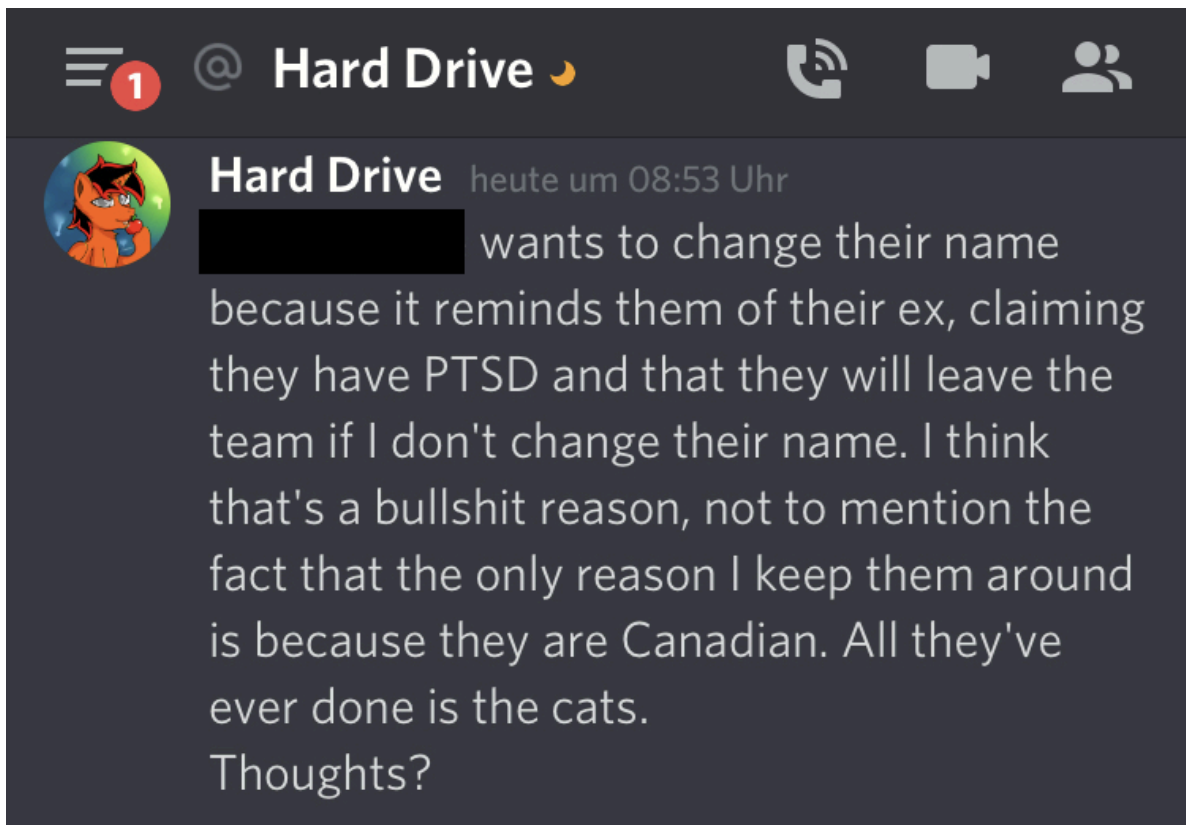 1
@ Hard Drive
Hard Drive heute um 08:53 Uhr
wants to change their name
because it reminds them of their ex, claiming
they have PTSD and that they will leave the
team if I don't change their name. I think
that's a bullshit reason, not to mention the
fact that the only reason I keep them around
is because they are Canadian. All they've
ever done is the cats.
Thoughts?